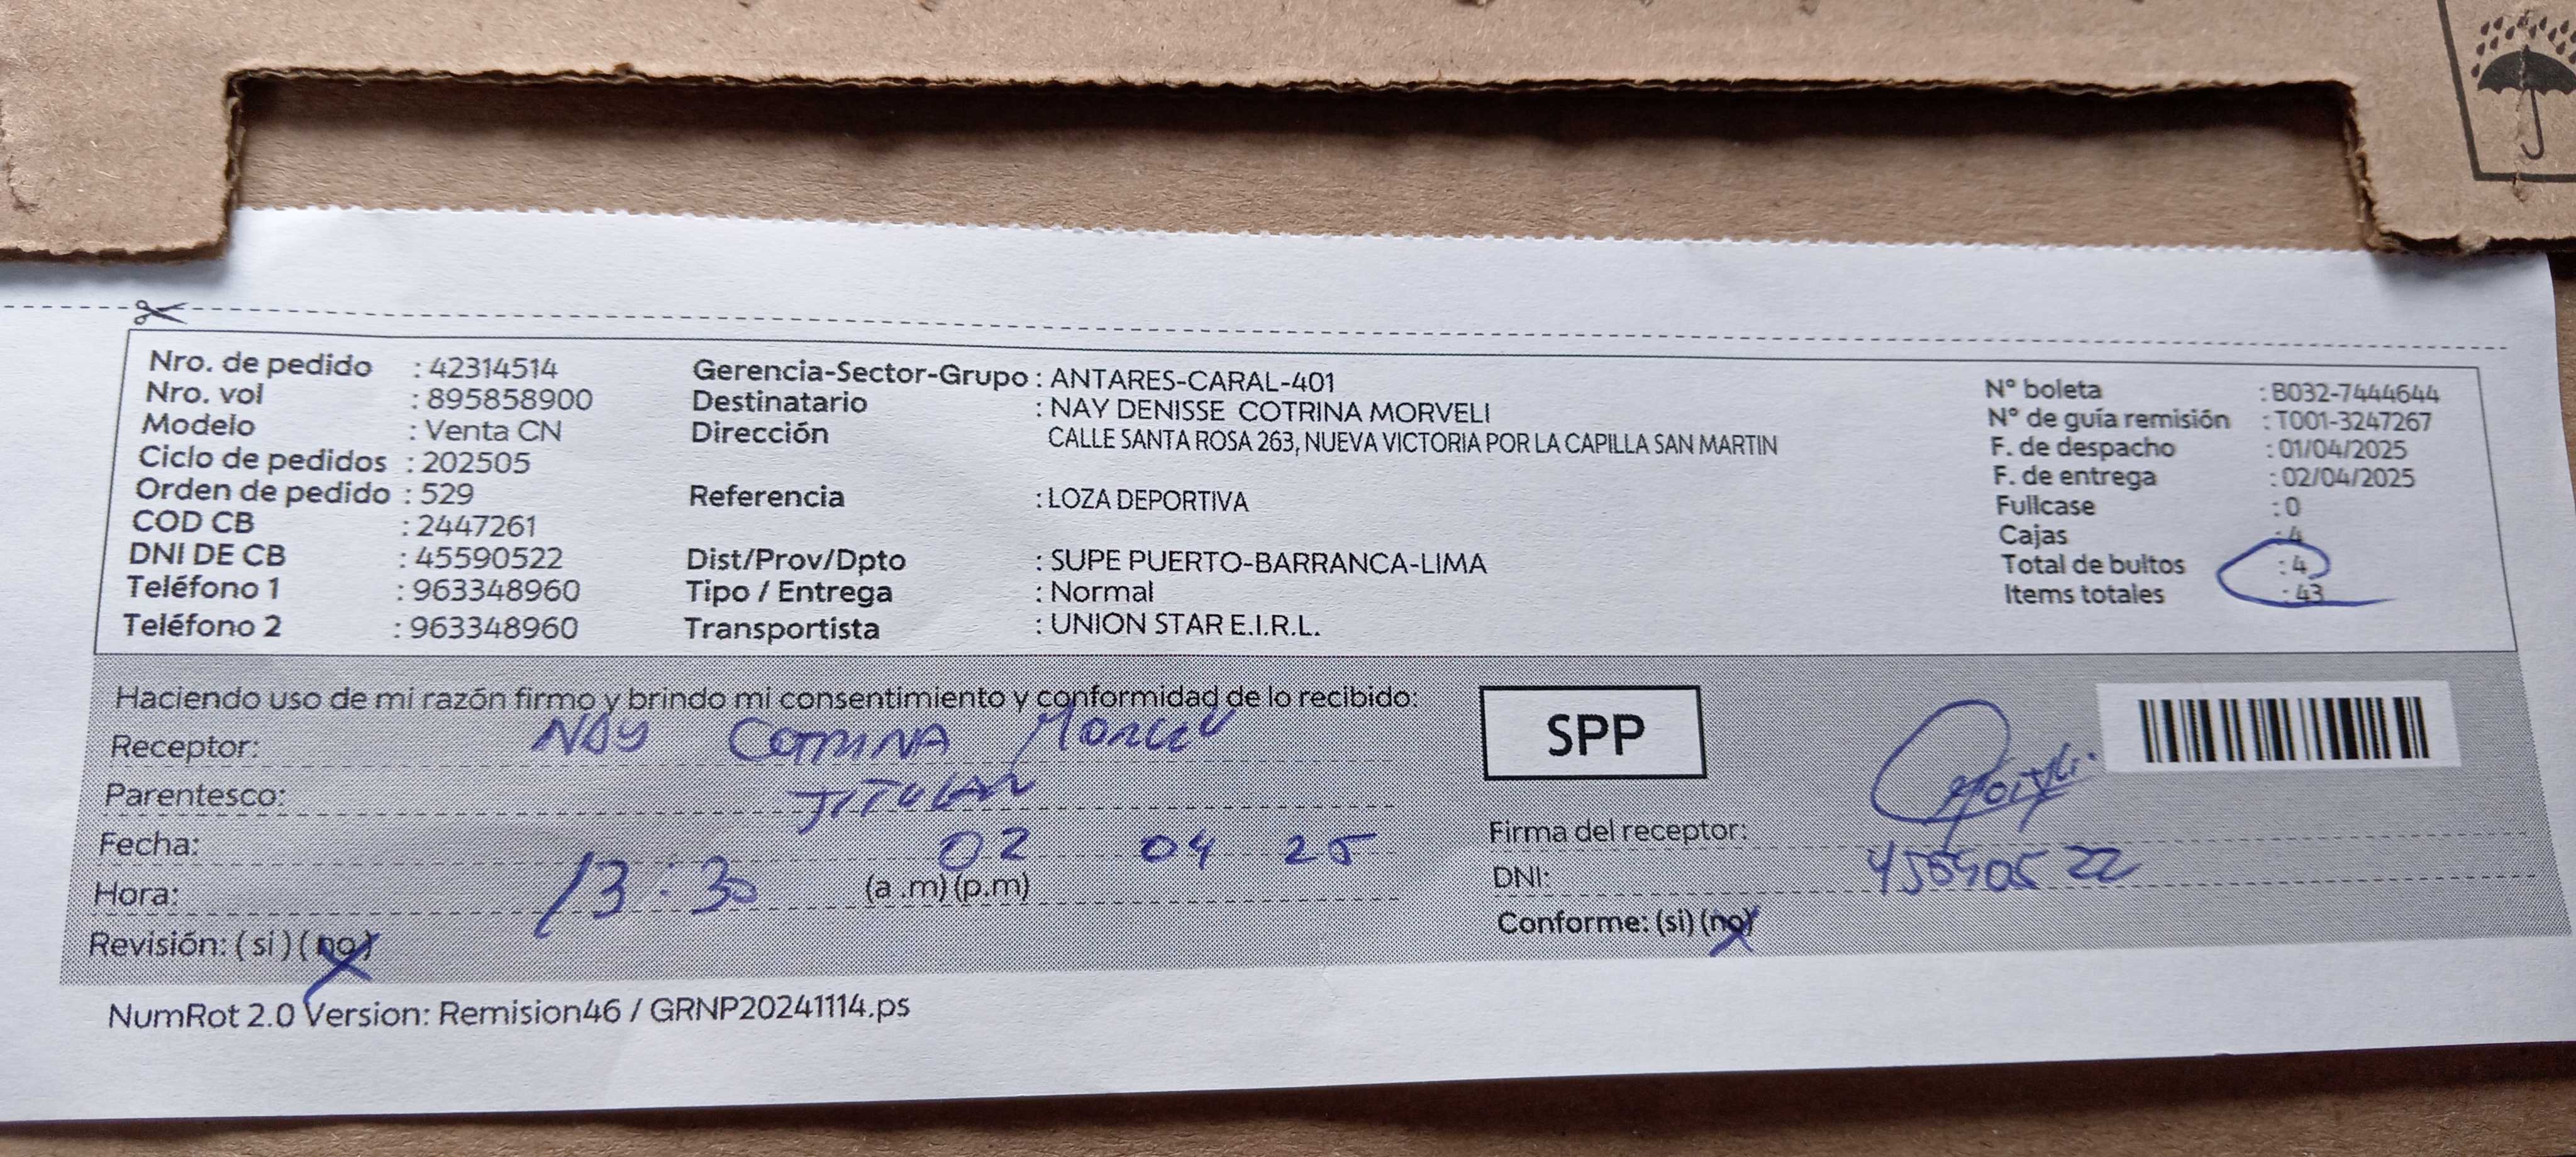 Nro. de pedido : 42314514
Nro. vol : 895858900
Modelo : Venta CN
Ciclo de pedidos : 202505
Orden de pedido : 529
COD CB : 2447261
DNI DE CB : 45590522
Teléfono 1 : 963348960
Teléfono 2 : 963348960
Gerencia-Sector-Grupo : ANTARES-CARAL-401
Destinatario : NAY DENISSE COTRINA MORVELI
Dirección CALLE SANTA ROSA 263, NUEVA VICTORIA POR LA CAPILLA SAN MARTIN
Referencia : LOZA DEPORTIVA
Dist/Prov/Dpto : SUPE PUERTO-BARRANCA-LIMA
Tipo / Entrega : Normal
Transportista : UNION STAR E.I.R.L.
N° boleta : B032-7444644
N° de guía remisión : T001-3247267
F. de despacho : 01/04/2025
F. de entrega : 02/04/2025
Fullcase : 0
Cajas : 4
Total de bultos : 4
Items totales : 43
Haciendo uso de mi razón firmo y brindo mi consentimiento y conformidad de lo recibido:
Receptor: NAY COTRINA
Parentesco: TITULAR
Fecha: 02 04 25
Hora: 13:30 (a .m) (p.m)
Revisión: (si) (no)
SPP
Firma del receptor:
DNI: 45590522
Conforme: (si) (no)
NumRot 2.0 Version: Remision46 / GRNP20241114.ps